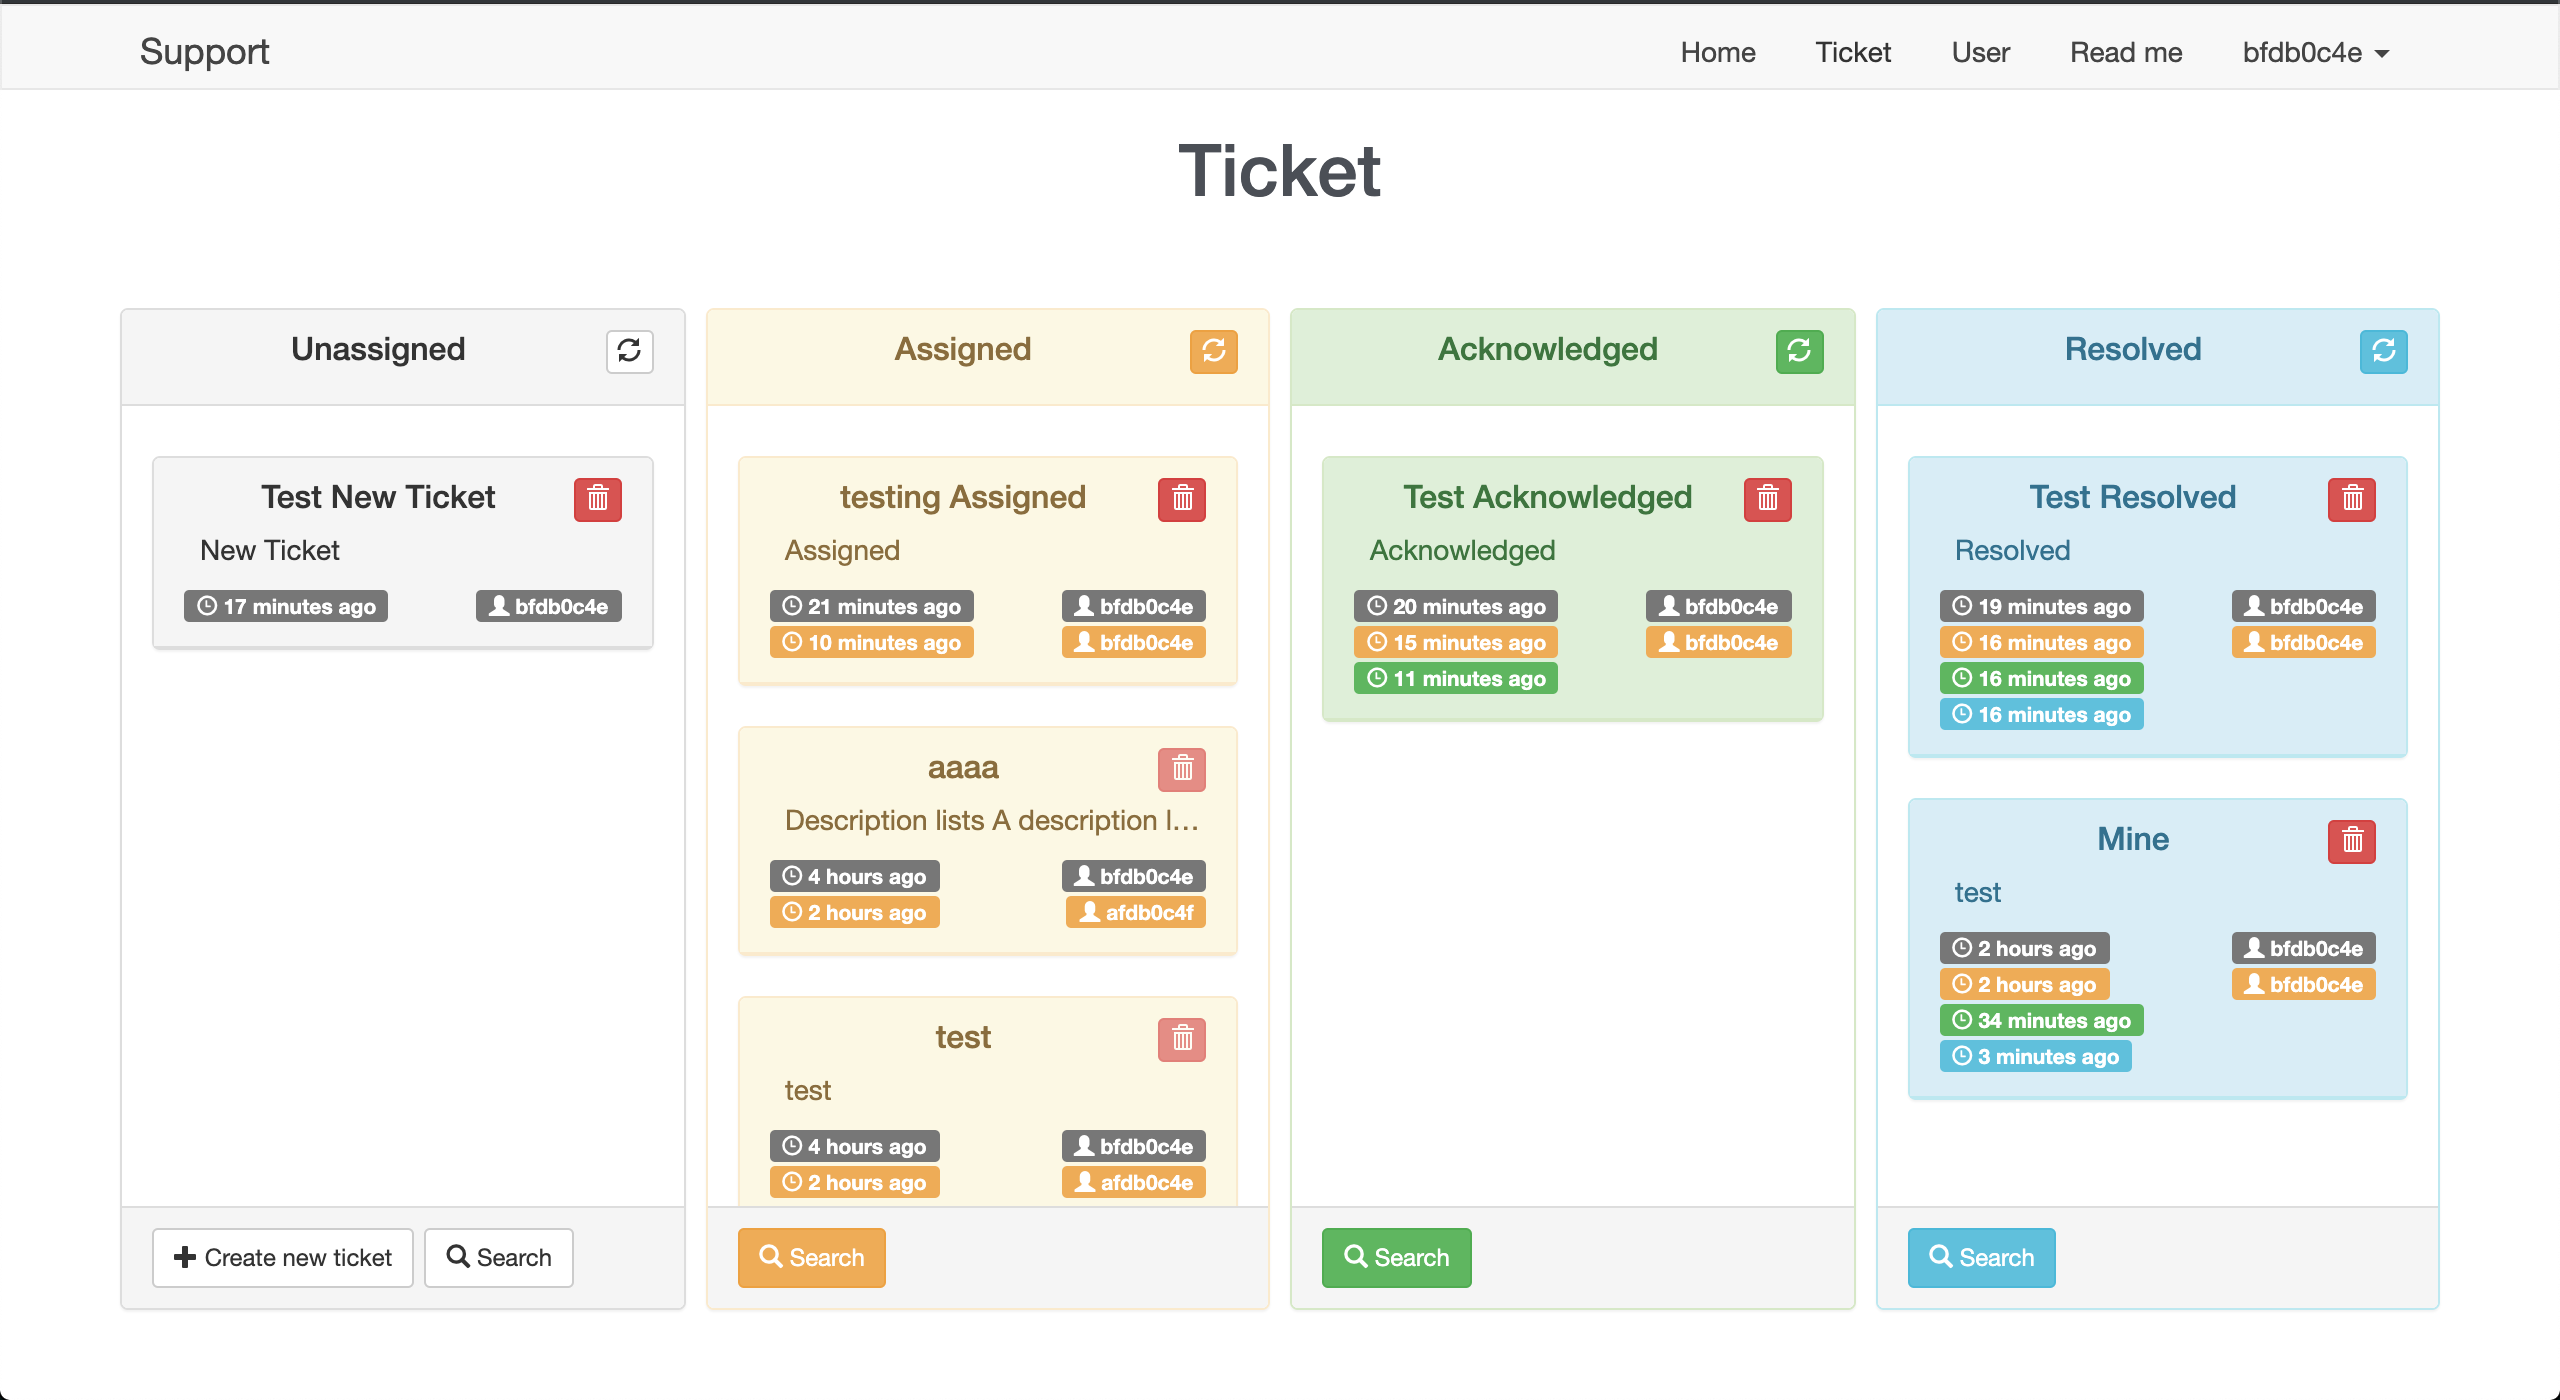 Support
Home Ticket User Read me bfdb0c4e
Ticket
Unassigned
Test New Ticket
New Ticket
17 minutes ago bfdb0c4e
Create new ticket Search
Assigned
testing Assigned
Assigned
21 minutes ago bfdb0c4e
10 minutes ago bfdb0c4e
aaaa
Description lists A description l...
4 hours ago bfdb0c4e
2 hours ago afdb0c4f
test
test
4 hours ago bfdb0c4e
2 hours ago afdb0c4e
Search
Acknowledged
Test Acknowledged
Acknowledged
20 minutes ago bfdb0c4e
15 minutes ago bfdb0c4e
11 minutes ago
Search
Resolved
Test Resolved
Resolved
19 minutes ago bfdb0c4e
16 minutes ago bfdb0c4e
16 minutes ago
16 minutes ago
Mine
test
2 hours ago bfdb0c4e
2 hours ago bfdb0c4e
34 minutes ago
3 minutes ago
Search